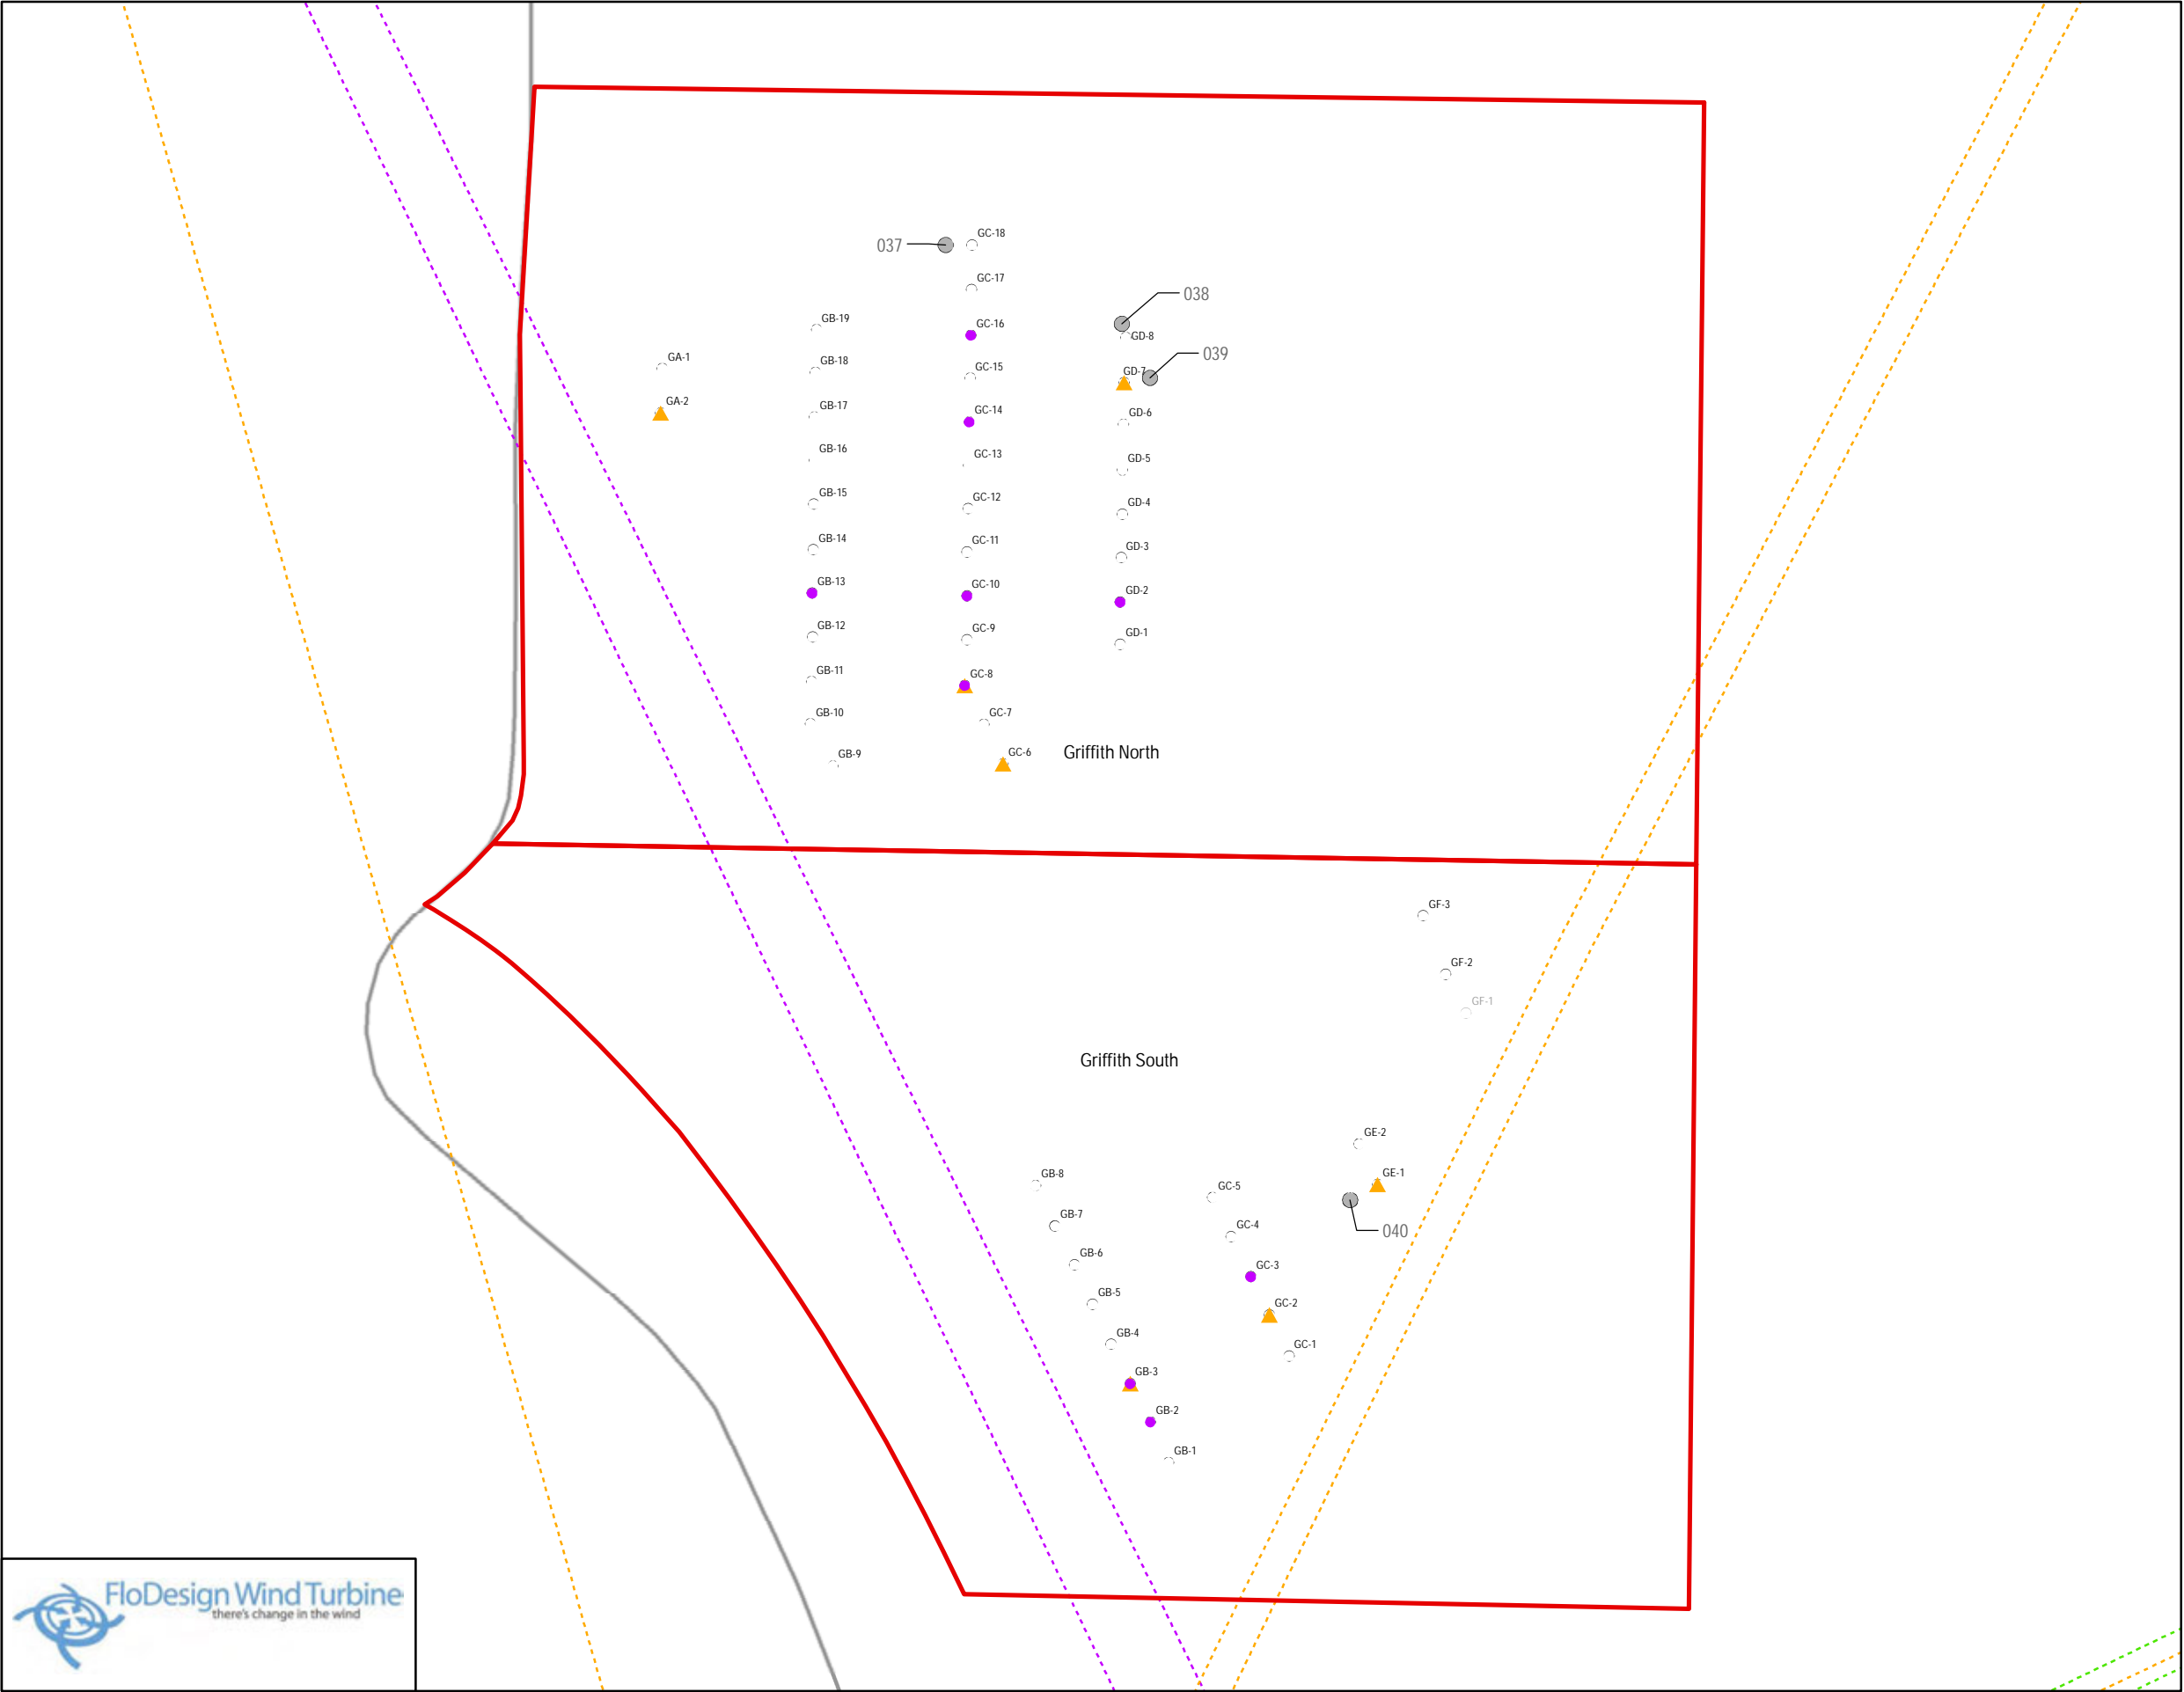 GC-18
037
GC-17
038
GB-19
GC-16
GD-8
039
GA-1
GB-18
GC-15
GD-7
GA-2
GB-17
GC-14
GD-6
GB-16
GC-13
GD-5
GB-15
GC-12
GD-4
GB-14
GC-11
GD-3
GB-13
GC-10
GD-2
GB-12
GC-9
GD-1
GB-11
GC-8
GB-10
GC-7
GB-9
GC-6
Griffith North
GF-3
GF-2
GF-1
Griffith South
GE-2
GB-8
GE-1
GC-5
GB-7
GC-4
040
GB-6
GC-3
GB-5
GC-2
GB-4
GC-1
GB-3
GB-2
GB-1
FloDesign Wind Turbine
there's change in the wind